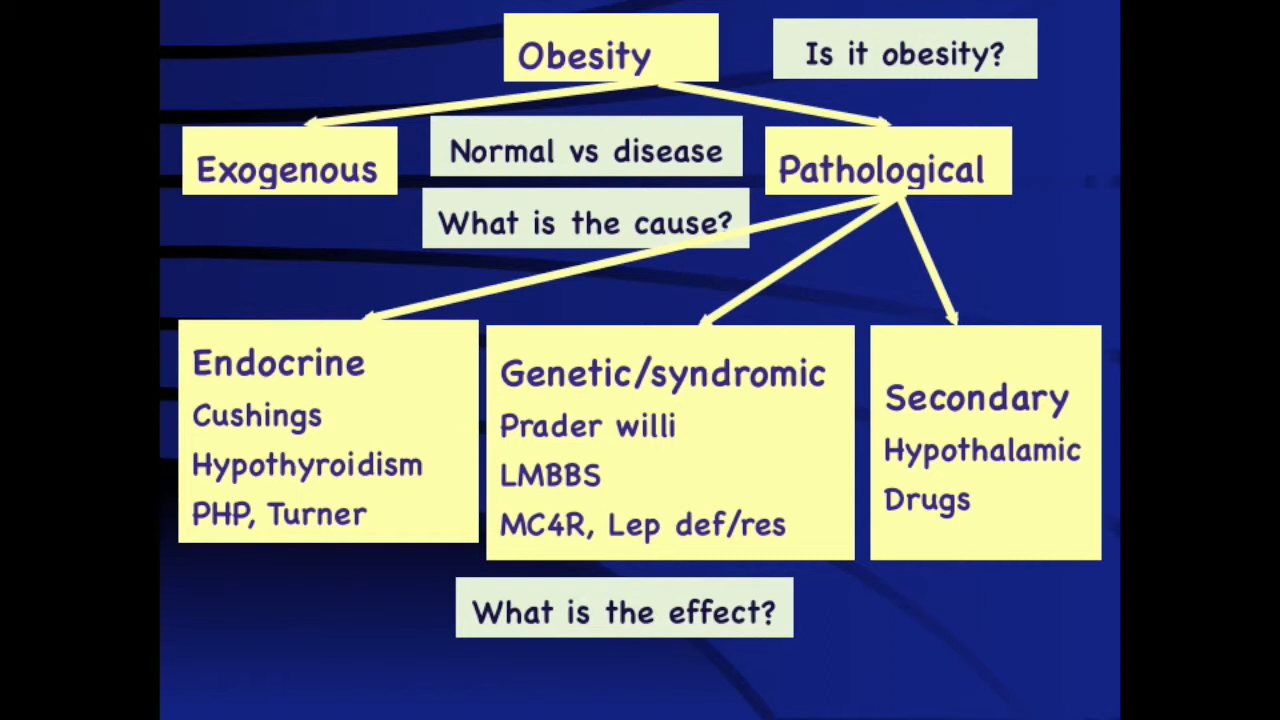 Obesity
Is it obesity?
Exogenous
Normal vs disease
Pathological
What is the cause?
Endocrine
Cushings
Hypothyroidism
PHP, Turner
Genetic/syndromic
Prader willi
LMBBS
MC4R, Lep def/res
Secondary
Hypothalamic
Drugs
What is the effect?